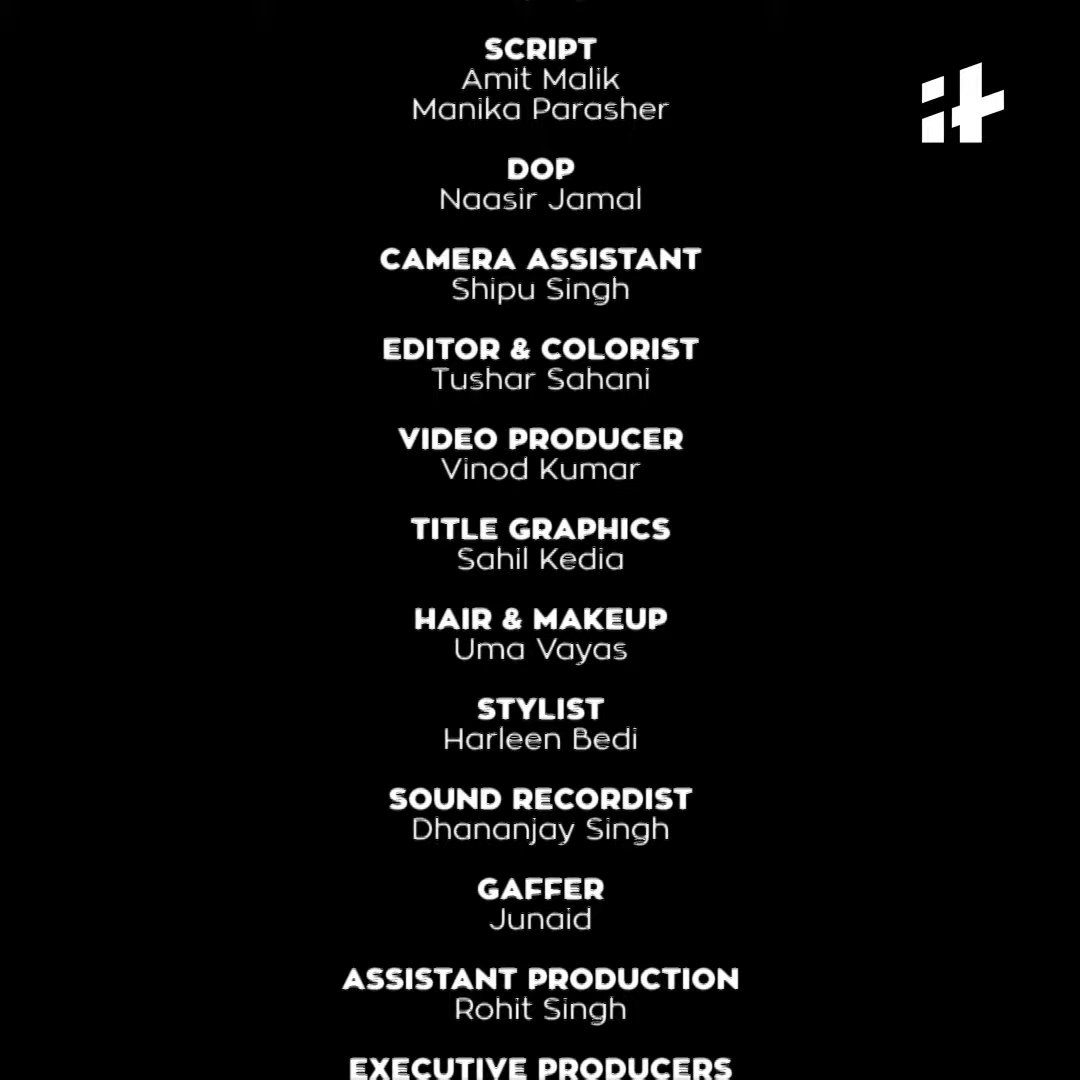 SCRIPT
Amit Malik
Manika Parasher
DOP
Naasir Jamal
CAMERA ASSISTANT
Shipu Singh
EDITOR & COLORIST
Tushar Sahani
VIDEO PRODUCER
Vinod Kumar
TITLE GRAPHICS
Sahil Kedia
HAIR & MAKEUP
Uma Vayas
STYLIST
Harleen Bedi
SOUND RECORDIST
Dhananjay Singh
GAFFER
Junaid
ASSISTANT PRODUCTION
Rohit Singh
EXECUTIVE PRODUCERS
it